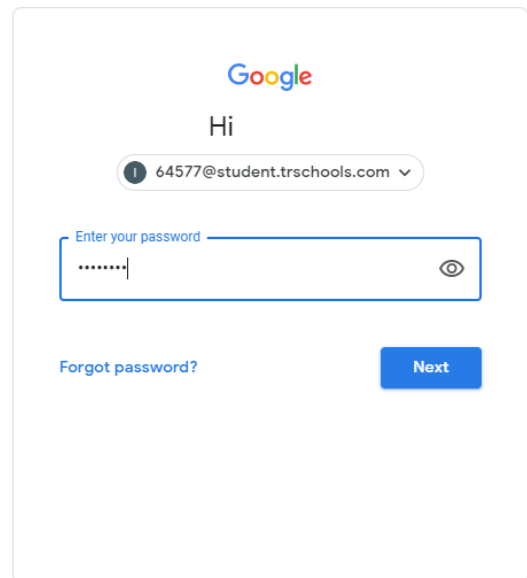 Google
Hi
I 64577@student.trschools.com
Enter your password
••••••••
Forgot password?
Next